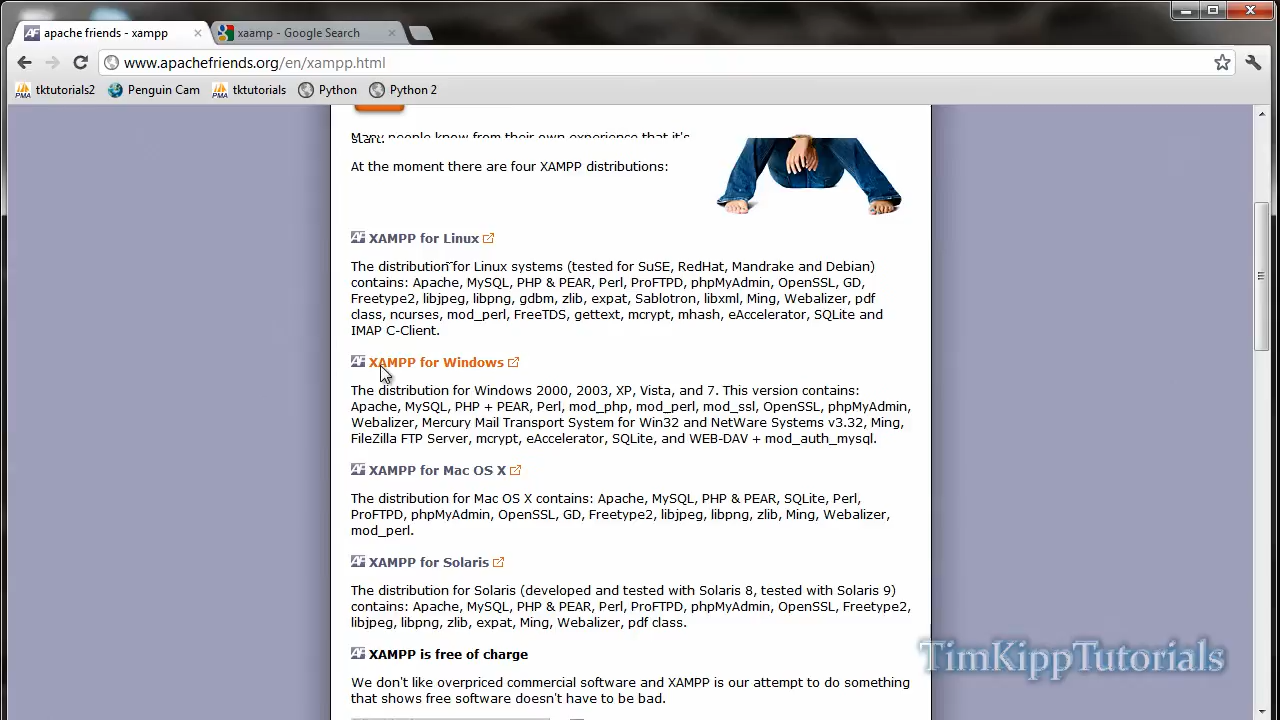 apache friends - xampp
xaamp - Google Search
www.apachefriends.org/en/xampp.html
tktutorials2
Penguin Cam
tktutorials
Python
Python 2
Many people know from their own experience that it's
start.
At the moment there are four XAMPP distributions:
XAMPP for Linux
The distribution for Linux systems (tested for SuSE, RedHat, Mandrake and Debian)
contains: Apache, MySQL, PHP & PEAR, Perl, ProFTPD, phpMyAdmin, OpenSSL, GD,
Freetype2, libjpeg, libpng, gdbm, zlib, expat, Sablotron, libxml, Ming, Webalizer, pdf
class, ncurses, mod_perl, FreeTDS, gettext, mcrypt, mhash, eAccelerator, SQLite and
IMAP C-Client.
XAMPP for Windows
The distribution for Windows 2000, 2003, XP, Vista, and 7. This version contains:
Apache, MySQL, PHP + PEAR, Perl, mod_php, mod_perl, mod_ssl, OpenSSL, phpMyAdmin,
Webalizer, Mercury Mail Transport System for Win32 and NetWare Systems v3.32, Ming,
FileZilla FTP Server, mcrypt, eAccelerator, SQLite, and WEB-DAV + mod_auth_mysql.
XAMPP for Mac OS X
The distribution for Mac OS X contains: Apache, MySQL, PHP & PEAR, SQLite, Perl,
ProFTPD, phpMyAdmin, OpenSSL, GD, Freetype2, libjpeg, libpng, zlib, Ming, Webalizer,
mod_perl.
XAMPP for Solaris
The distribution for Solaris (developed and tested with Solaris 8, tested with Solaris 9)
contains: Apache, MySQL, PHP & PEAR, Perl, ProFTPD, phpMyAdmin, OpenSSL, Freetype2,
libjpeg, libpng, zlib, expat, Ming, Webalizer, pdf class.
XAMPP is free of charge
We don't like overpriced commercial software and XAMPP is our attempt to do something
that shows free software doesn't have to be bad.
TimKippTutorials